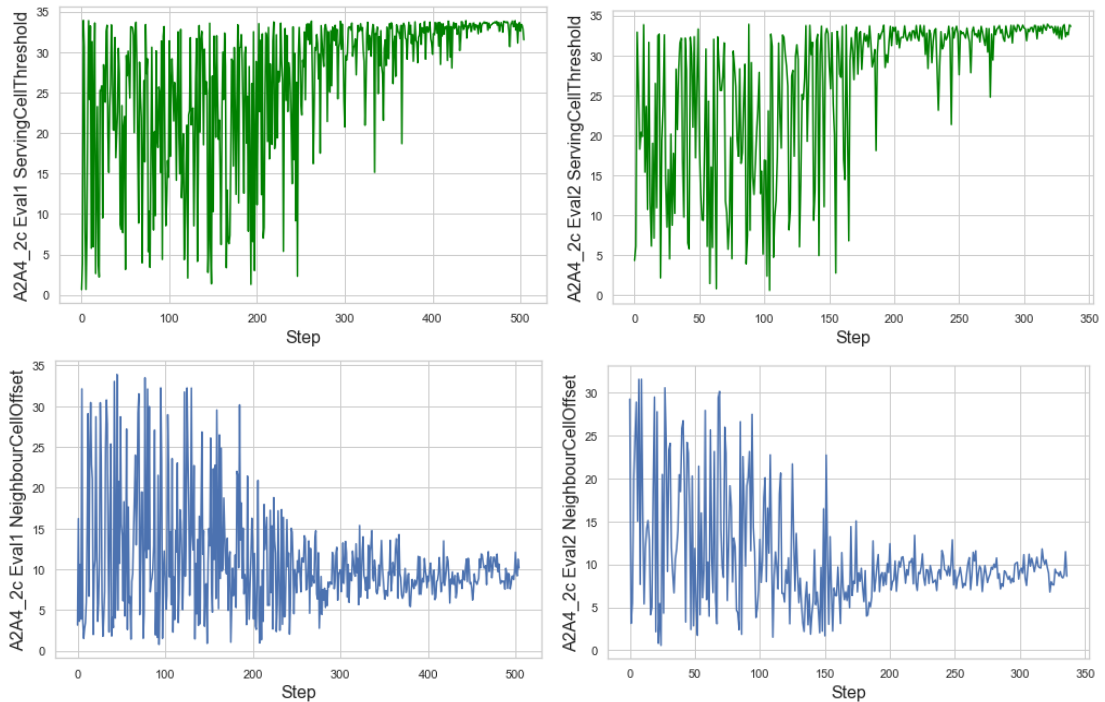 A2A4_2c Eval1 ServingCellThreshold
35
30
25
20
15
10
5
0
0 100 200 300 400 500
Step
A2A4_2c Eval2 ServingCellThreshold
35
30
25
20
15
10
5
0
0 50 100 150 200 250 300 350
Step
A2A4_2c Eval1 NeighbourCellOffset
35
30
25
20
15
10
5
0
0 100 200 300 400 500
Step
A2A4_2c Eval2 NeighbourCellOffset
30
25
20
15
10
5
0
0 50 100 150 200 250 300 350
Step